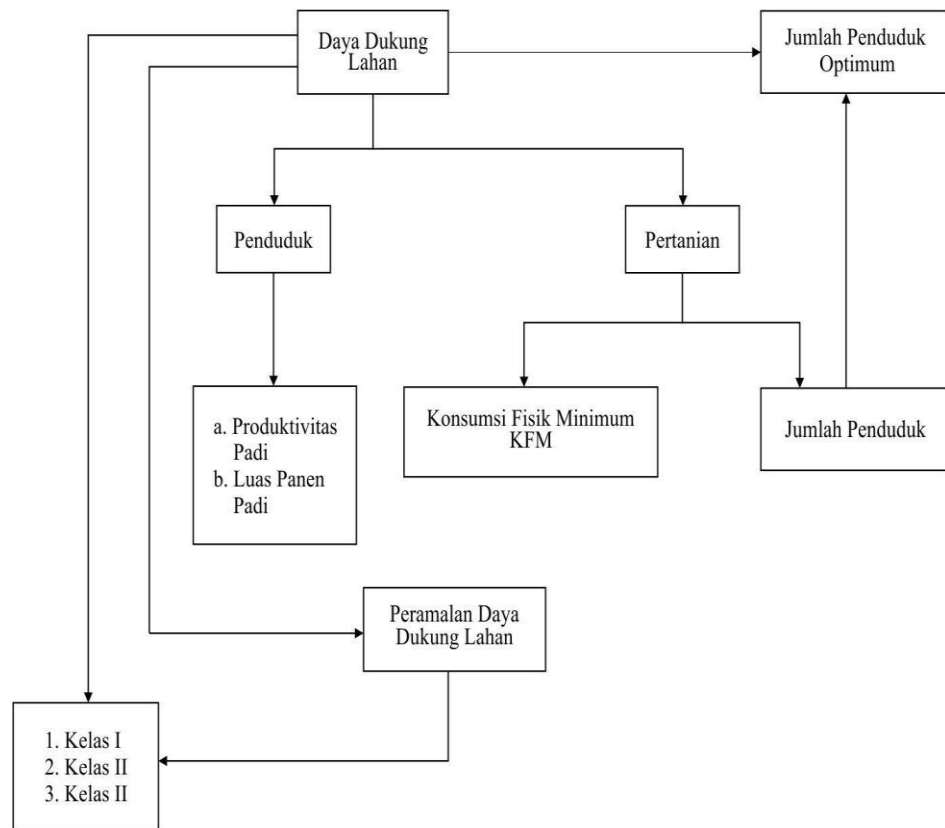 Daya Dukung
Lahan
Jumlah Penduduk
Optimum
Penduduk
Pertanian
a. Produktivitas
Padi
b. Luas Panen
Padi
Konsumsi Fisik Minimum
KFM
Jumlah Penduduk
Peramalan Daya
Dukung Lahan
1. Kelas I
2. Kelas II
3. Kelas II